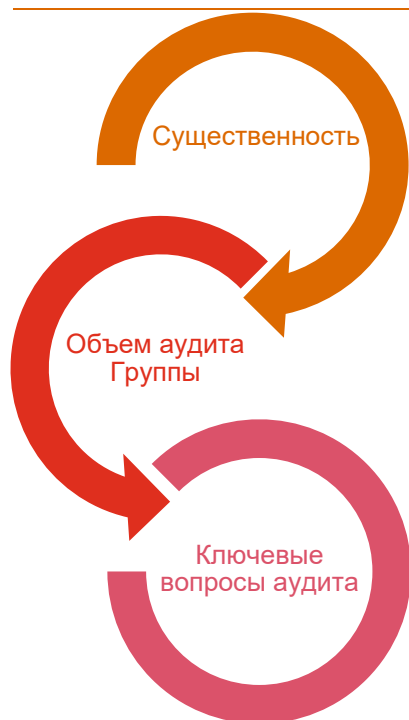 Существенность
Объем аудита
Группы
Ключевые
вопросы аудита